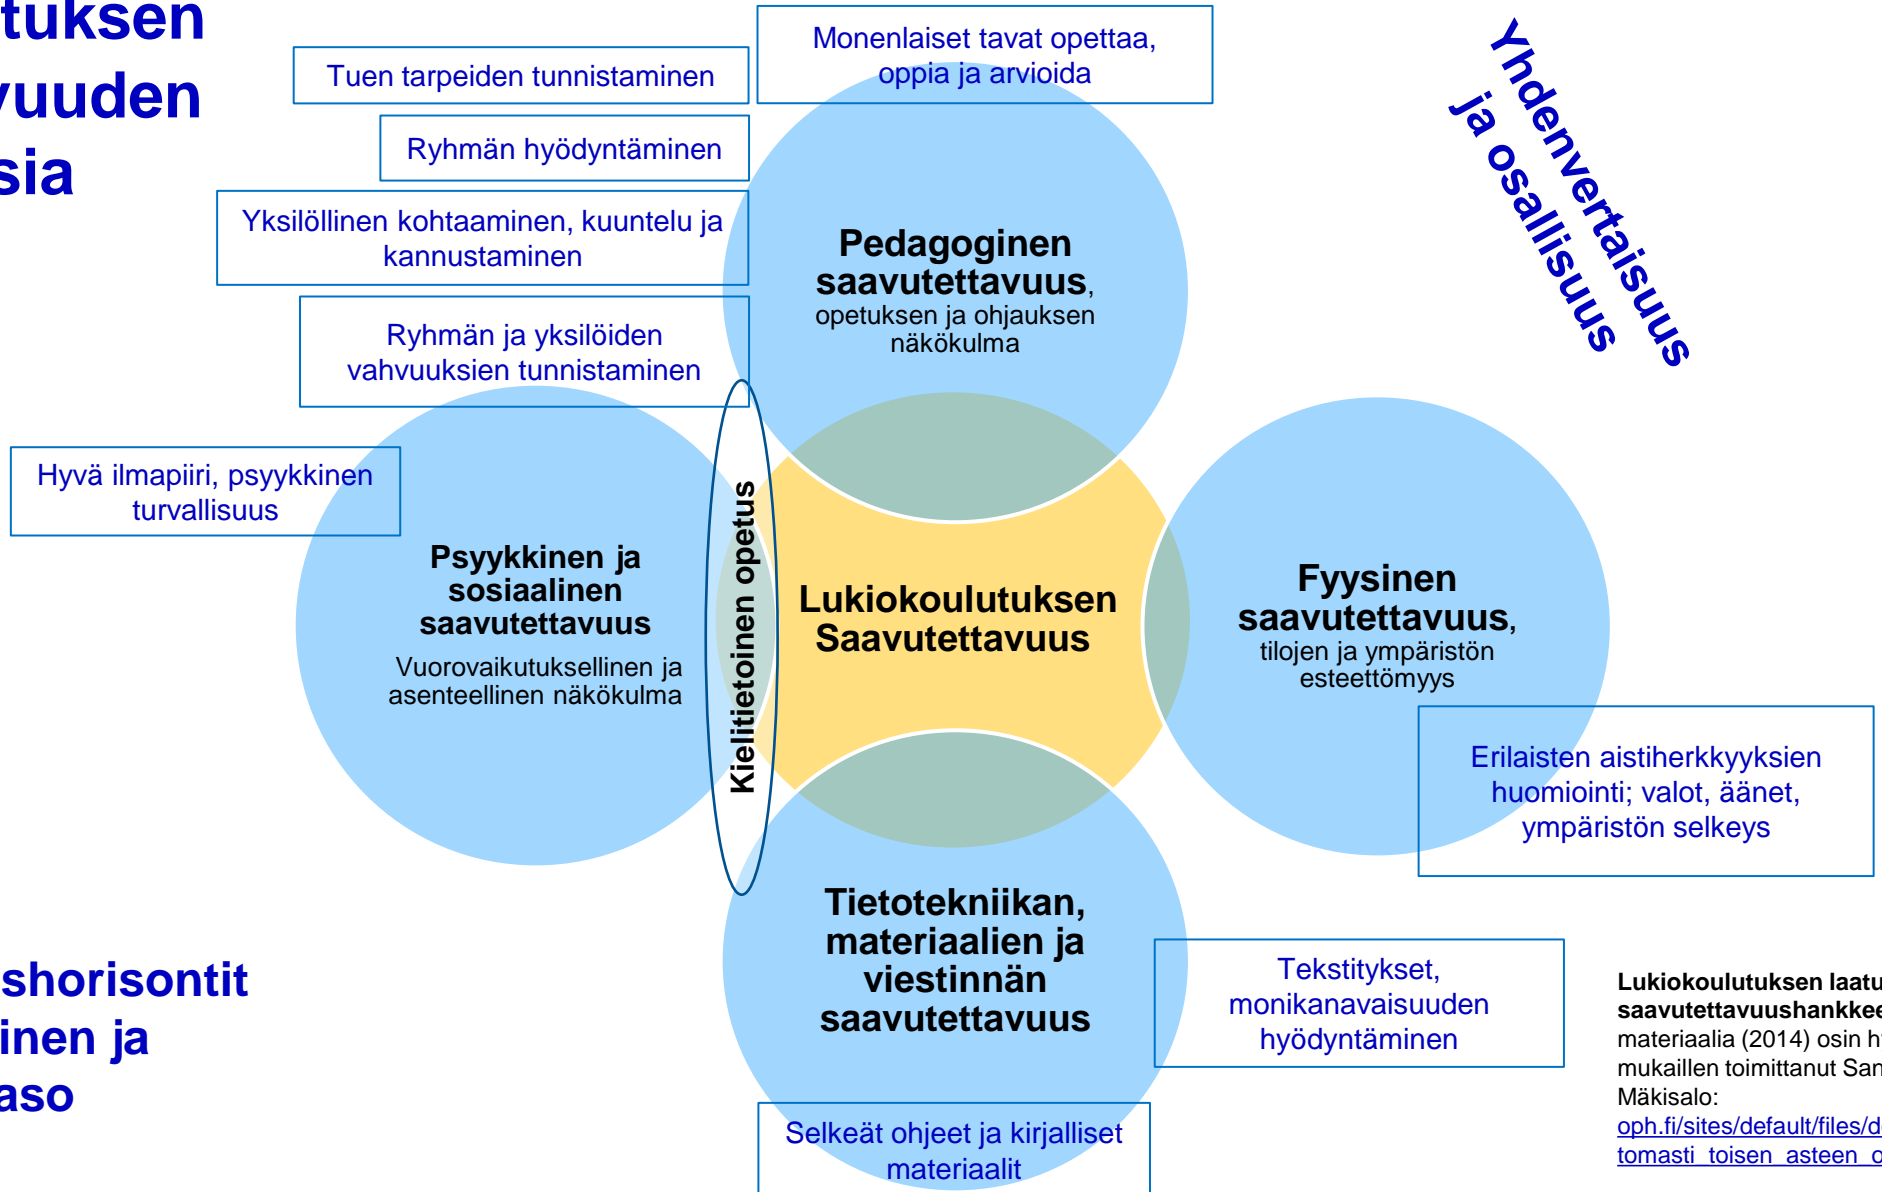 tuksen
vuuden
sia
Monenlaiset tavat opettaa,
oppia ja arvioida
Tuen tarpeiden tunnistaminen
Ryhmän hyödyntäminen
Yksilöllinen kohtaaminen, kuuntelu ja
kannustaminen
Ryhmän ja yksilöiden
vahvuuksien tunnistaminen
Yhdenvertaisuus
ja osallisuus
Pedagoginen
saavutettavuus,
opetuksen ja ohjauksen
näkökulma
Hyvä ilmapiiri, psyykkinen
turvallisuus
Psyykkinen ja
sosiaalinen
saavutettavuus
Vuorovaikutuksellinen ja
asenteellinen näkökulma
Kielitietoinen opetus
Lukiokoulutuksen
Saavutettavuus
Fyysinen
saavutettavuus,
tilojen ja ympäristön
esteettömyys
Erilaisten aistiherkkyyksien
huomiointi; valot, äänet,
ympäristön selkeys
Tietotekniikan,
materiaalien ja
viestinnän
saavutettavuus
Tekstitykset,
monikanavaisuuden
hyödyntäminen
Selkeät ohjeet ja kirjalliset
materiaalit
shorisontit
inen ja
aso
Lukiokoulutuksen laatu
saavutettavuushankkee
materiaalia (2014) osin h
mukaillen toimittanut San
Mäkisalo:
oph.fi/sites/default/files/d
tomasti_toisen_asteen_o